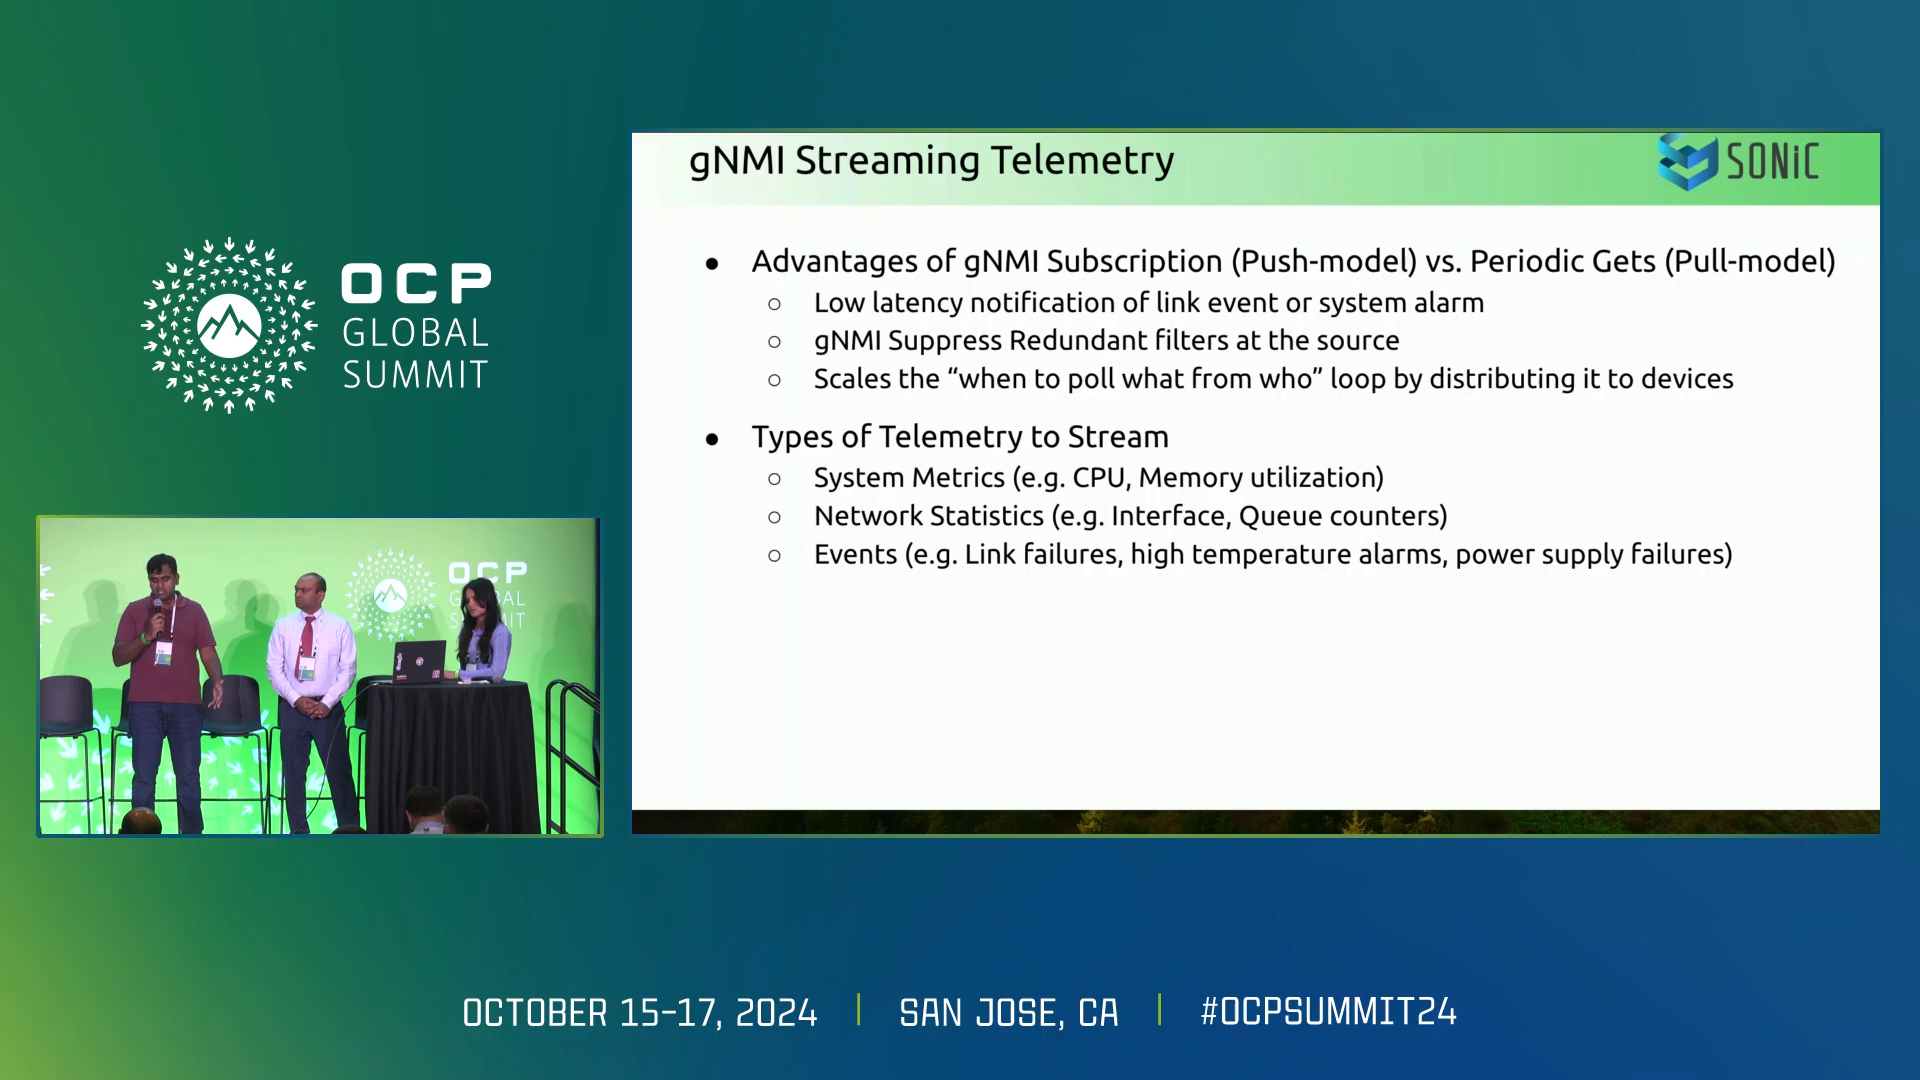 OCP
GLOBAL
SUMMIT
gNMI Streaming Telemetry
SONiC
● Advantages of gNMI Subscription (Push-model) vs. Periodic Gets (Pull-model)
○ Low latency notification of link event or system alarm
○ gNMI Suppress Redundant filters at the source
○ Scales the “when to poll what from who” loop by distributing it to devices
● Types of Telemetry to Stream
○ System Metrics (e.g. CPU, Memory utilization)
○ Network Statistics (e.g. Interface, Queue counters)
○ Events (e.g. Link failures, high temperature alarms, power supply failures)
OCP
OCTOBER 15-17, 2024 | SAN JOSE, CA | #OCPSUMMIT24